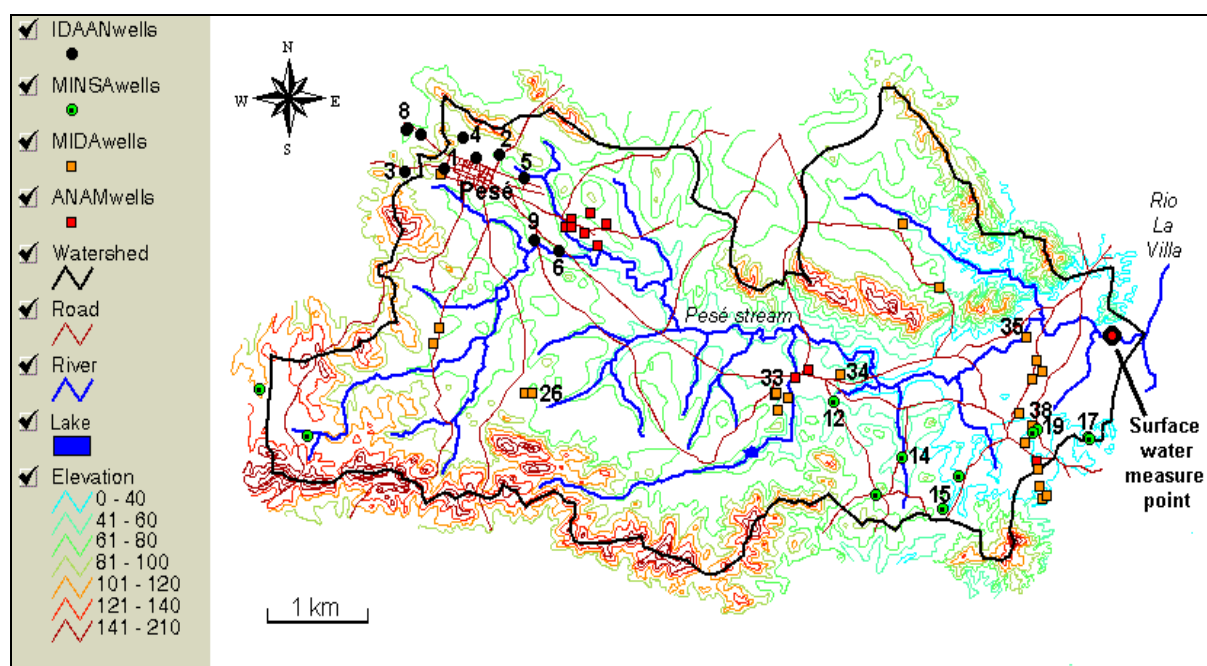 IDAANwells
MINSAwells
MIDAwells
ANAMwells
Watershed
Road
River
Lake
Elevation
0 - 40
41 - 60
61 - 80
81 - 100
101 - 120
121 - 140
141 - 210
N
W E
S
8
4
2
1
3
5
Pesé
9
6
Rio
La
Villa
Pesé stream
35
34
33
26
12
38
19
17
14
15
Surface
water
measure
point
1 km